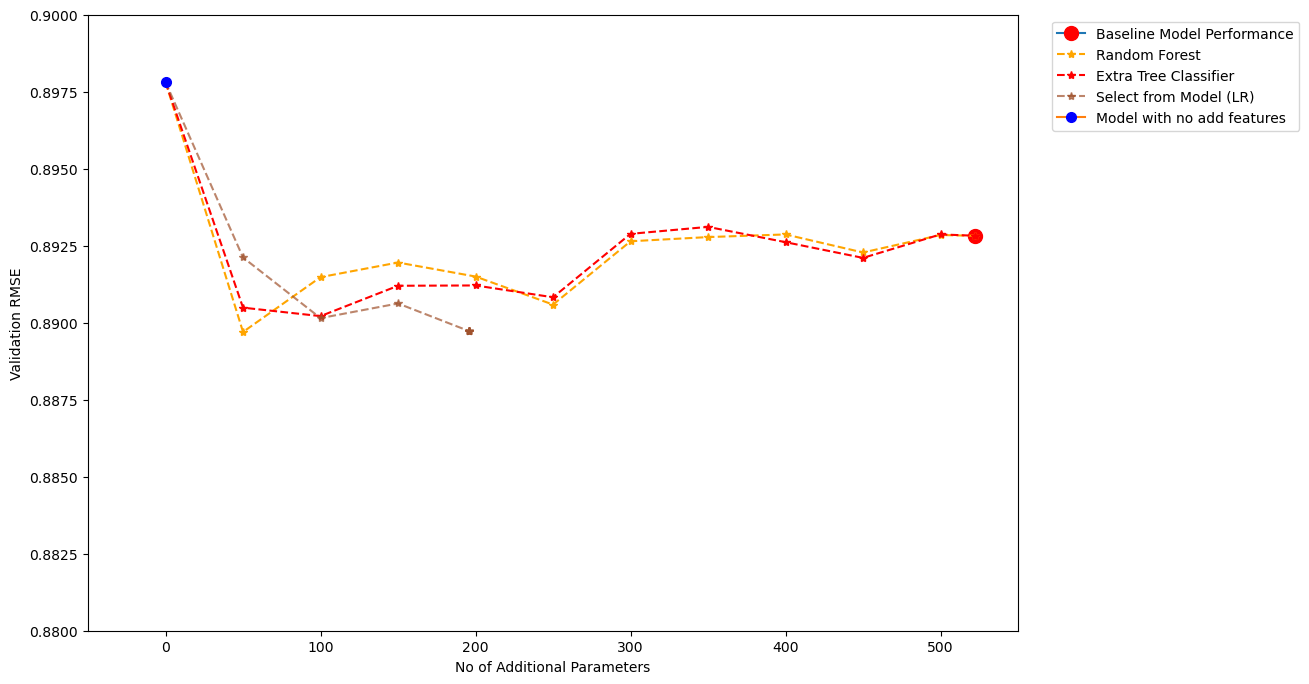 0.9000
0.8975
0.8950
0.8925
0.8900
0.8875
0.8850
0.8825
0.8800
Validation RMSE
0
100
200
300
400
500
No of Additional Parameters
Baseline Model Performance
Random Forest
Extra Tree Classifier
Select from Model (LR)
Model with no add features